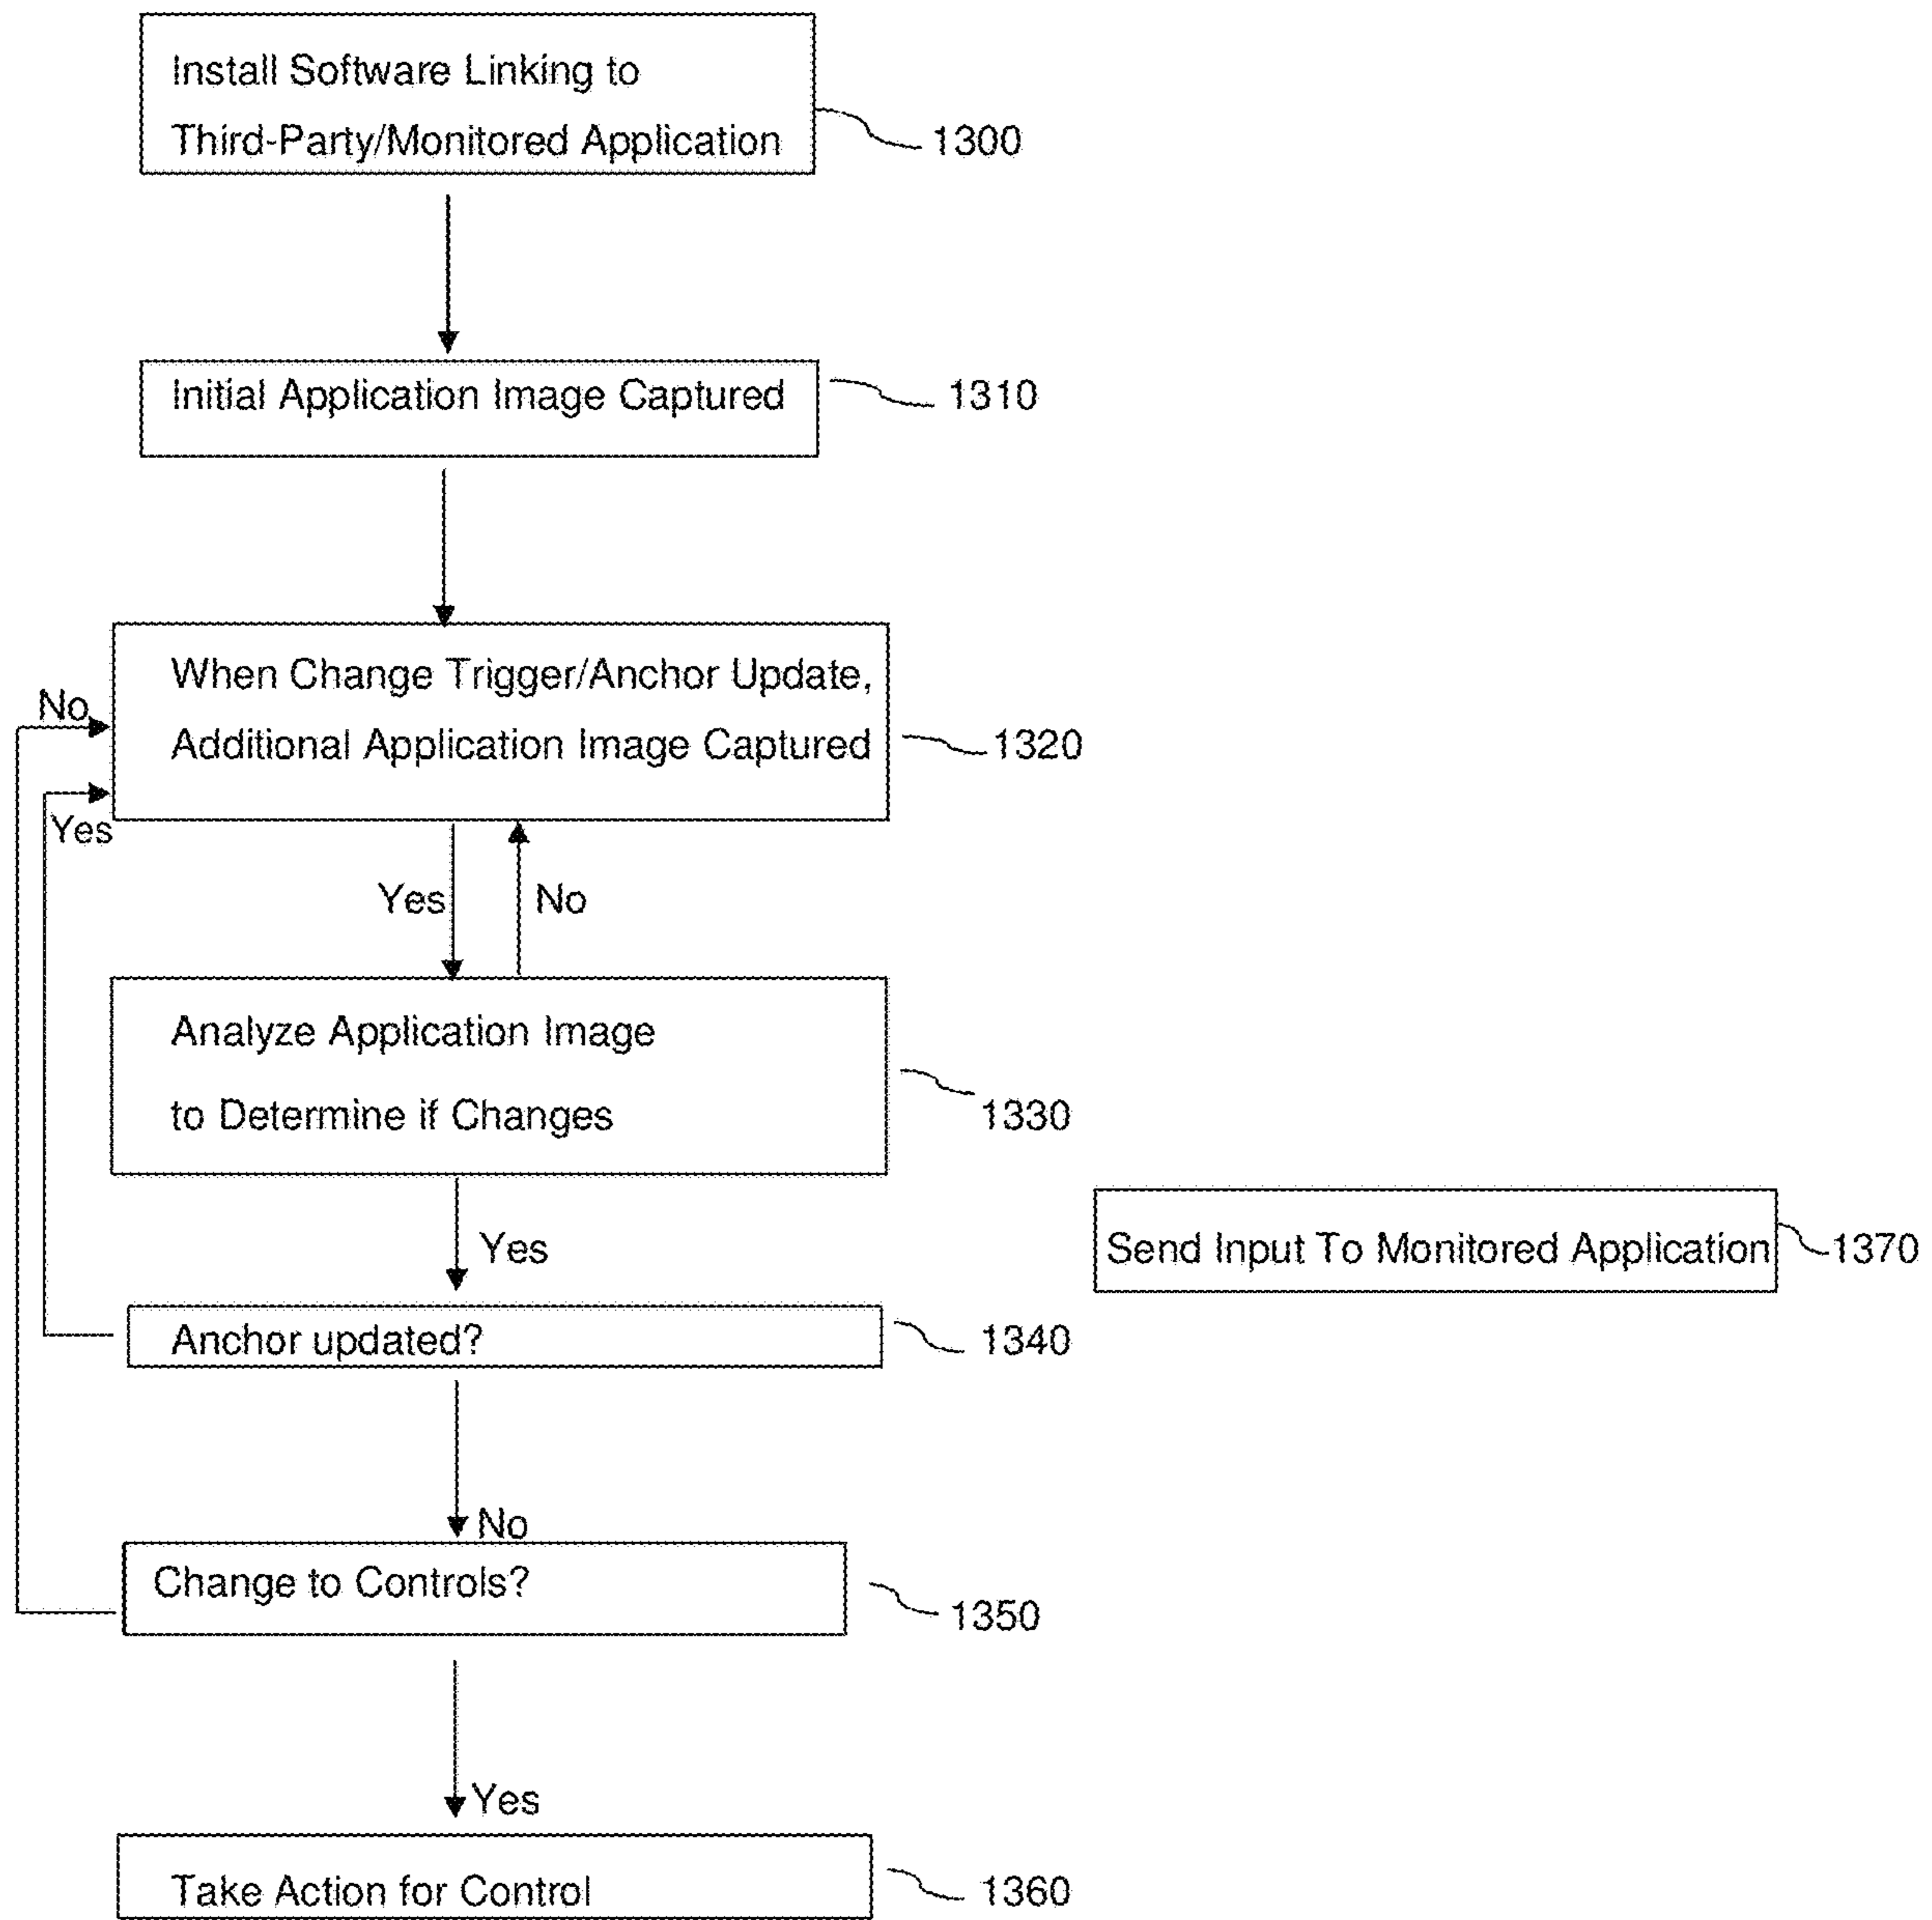 Install Software Linking to
Third-Party/Monitored Application
1300
Initial Application Image Captured
1310
When Change Trigger/Anchor Update,
Additional Application Image Captured
1320
No
Yes
Yes
No
Analyze Application Image
to Determine if Changes
1330
Send Input To Monitored Application
1370
Yes
Anchor updated?
1340
No
Change to Controls?
1350
Yes
Take Action for Control
1360